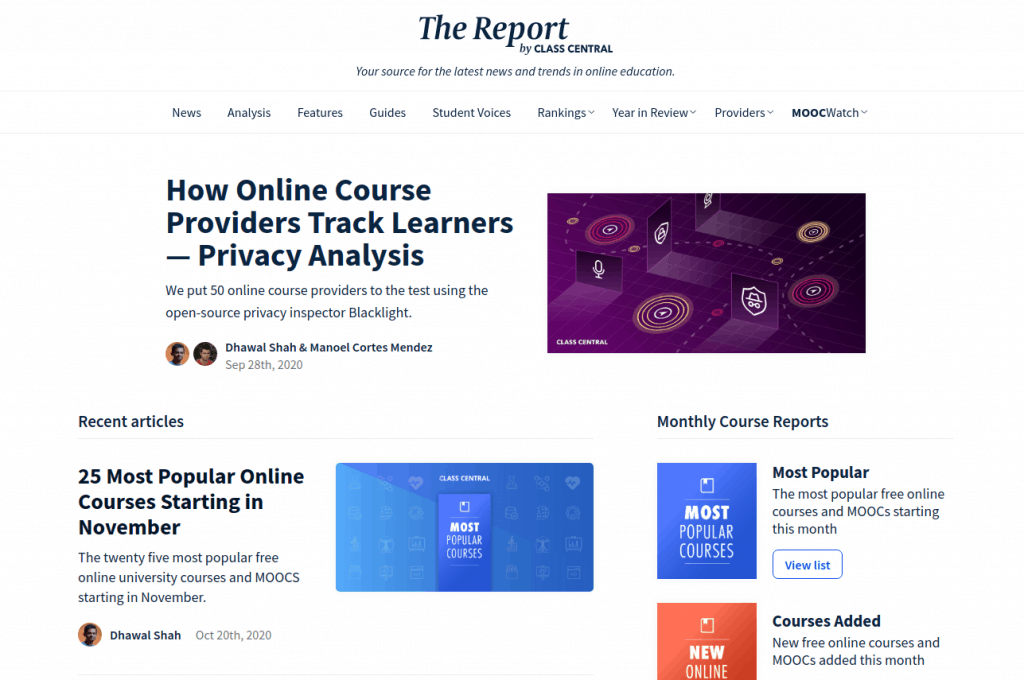 The Report
by CLASS CENTRAL
Your source for the latest news and trends in online education.
News Analysis Features Guides Student Voices Rankings Year in Review Providers MOOCWatch
How Online Course
Providers Track Learners
— Privacy Analysis
We put 50 online course providers to the test using the
open-source privacy inspector Blacklight.
Dhawal Shah & Manoel Cortes Mendez
Sep 28th, 2020
CLASS CENTRAL
Recent articles
25 Most Popular Online
Courses Starting in
November
The twenty five most popular free
online university courses and MOOCS
starting in November.
Dhawal Shah Oct 20th, 2020
CLASS CENTRAL
MOST
POPULAR
COURSES
Monthly Course Reports
MOST
POPULAR
COURSES
Most Popular
The most popular free online
courses and MOOCs starting
this month
View list
NEW
ONLINE
Courses Added
New free online courses and
MOOCs added this month